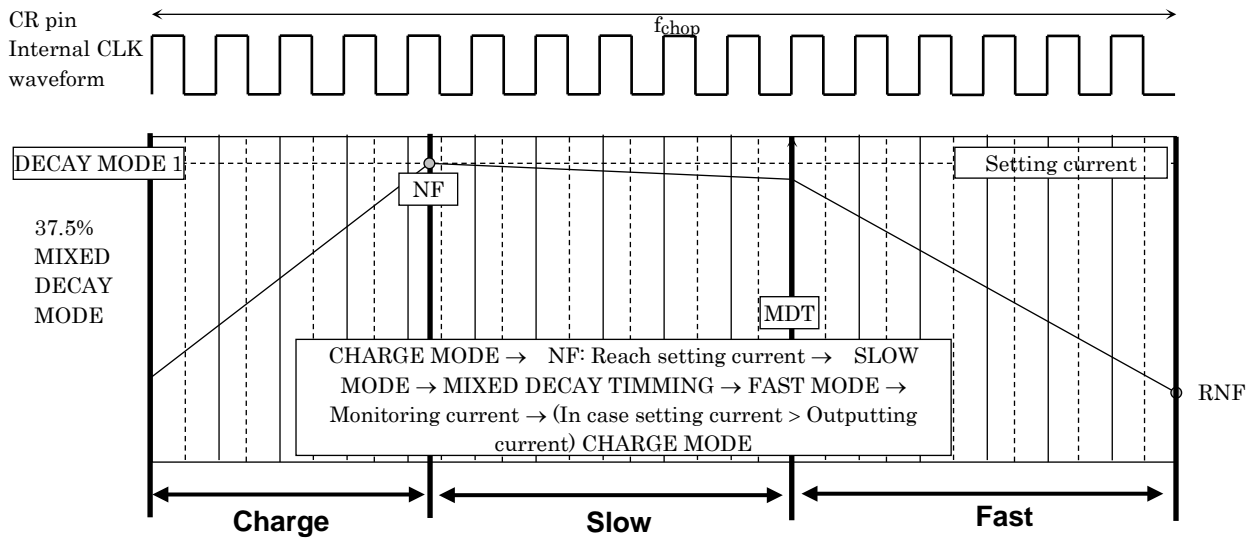 CR pin
Internal CLK
waveform
fchop
DECAY MODE 1
Setting current
NF
37.5%
MIXED
DECAY
MODE
MDT
CHARGE MODE → NF: Reach setting current → SLOW
MODE → MIXED DECAY TIMMING → FAST MODE →
Monitoring current → (In case setting current > Outputting
current) CHARGE MODE
RNF
Charge
Slow
Fast